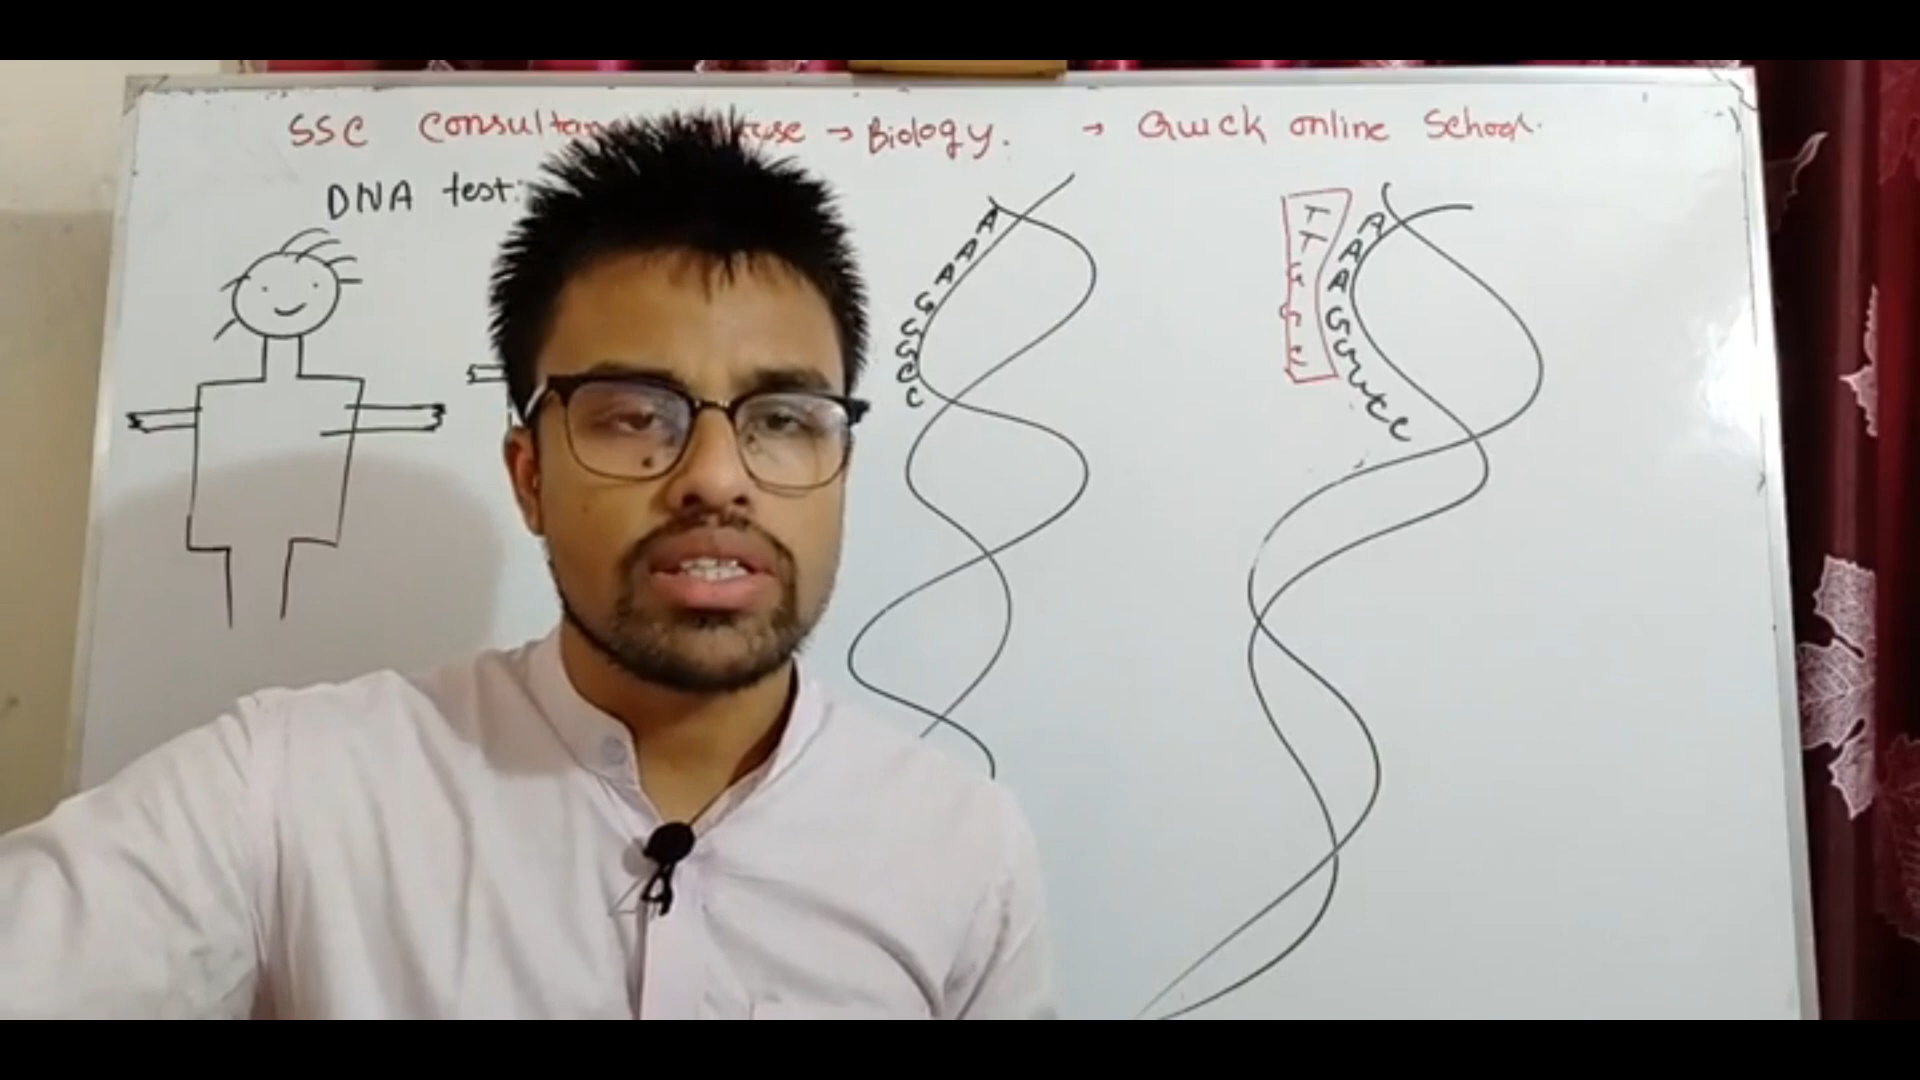 SSC Consultan → Biology. → Quick online School.
DNA test:
A
A
A
G
G
G
C
C
T
T
G
G
C
A
A
A
G
G
C
C